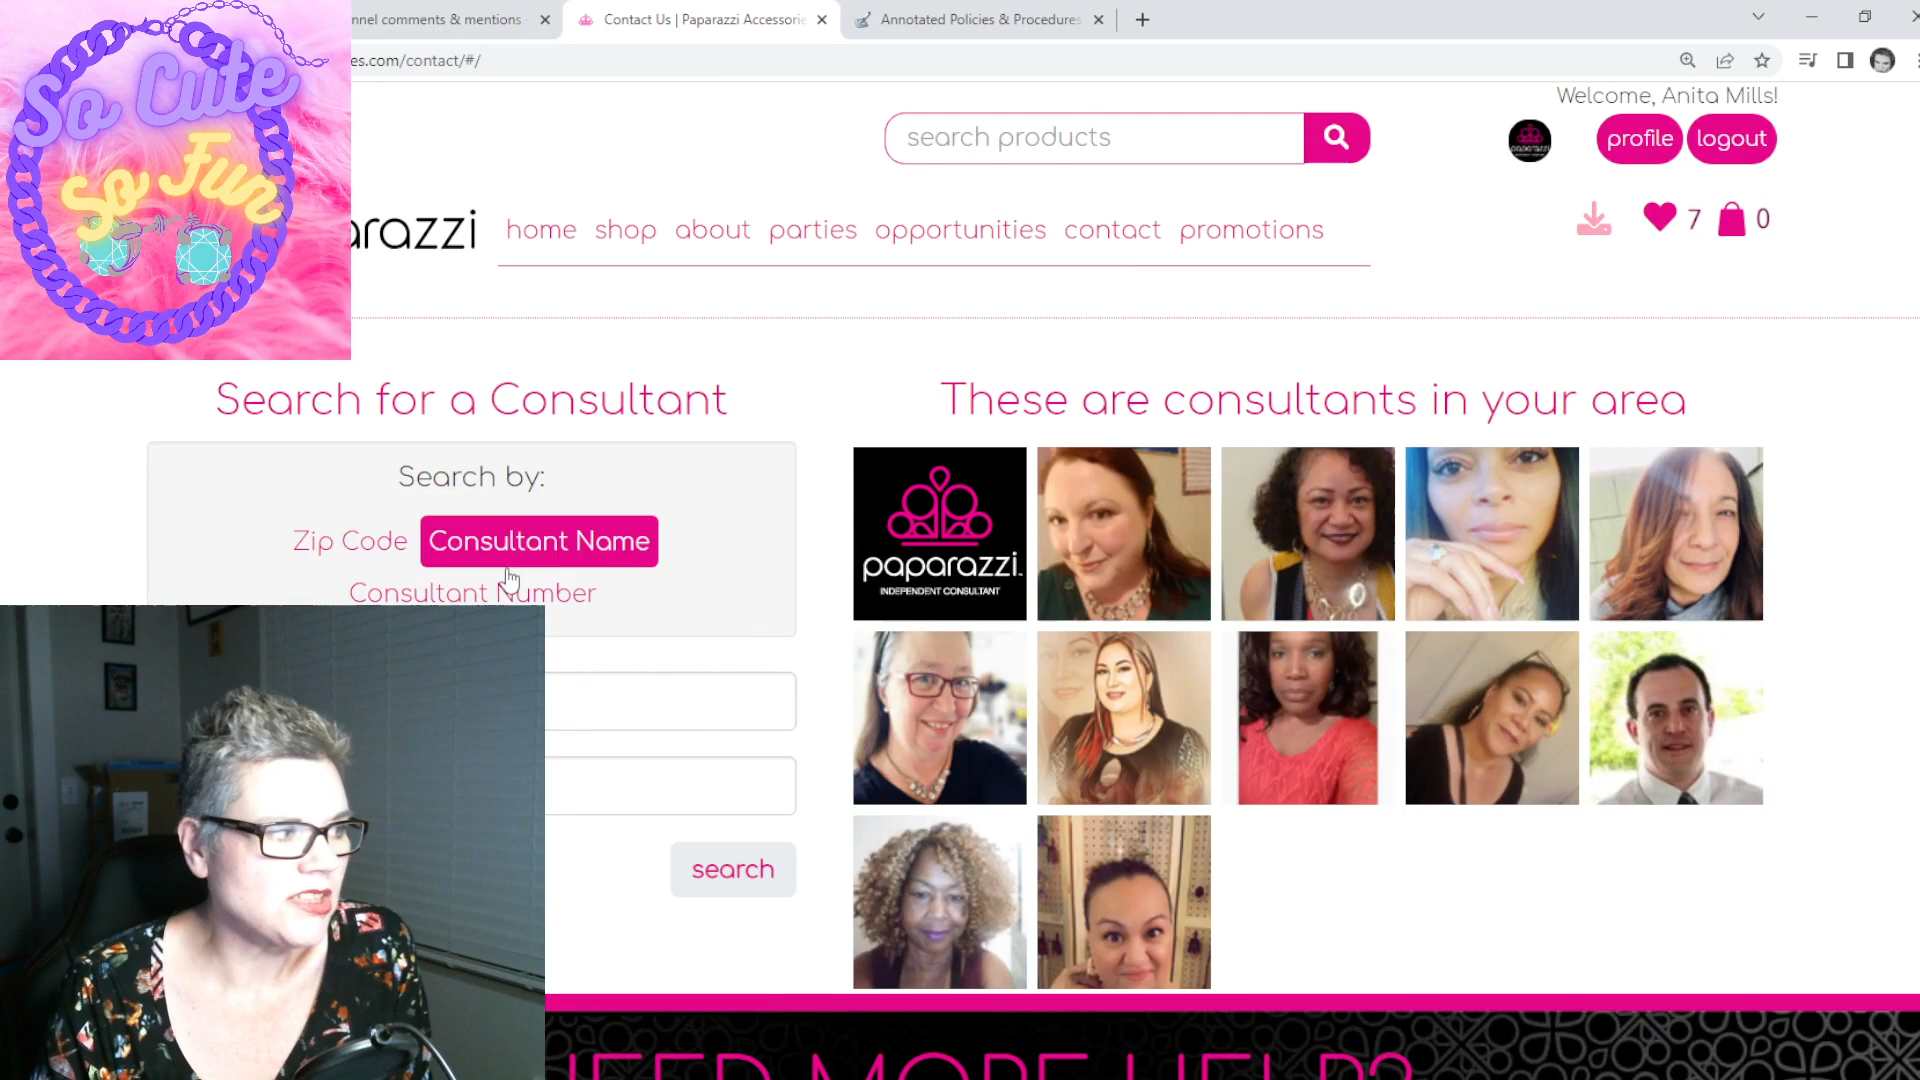 nnel comments & mentions
Contact Us | Paparazzi Accessorie
Annotated Policies & Procedures
es.com/contact/#/
So Cute
So Fun
Welcome, Anita Mills!
search products
paparazzi
profile
logout
arazzi
home shop about parties opportunities contact promotions
7
0
Search for a Consultant
These are consultants in your area
Search by:
Zip Code
Consultant Name
Consultant Number
paparazzi
INDEPENDENT CONSULTANT
search
NEED MORE HELP?